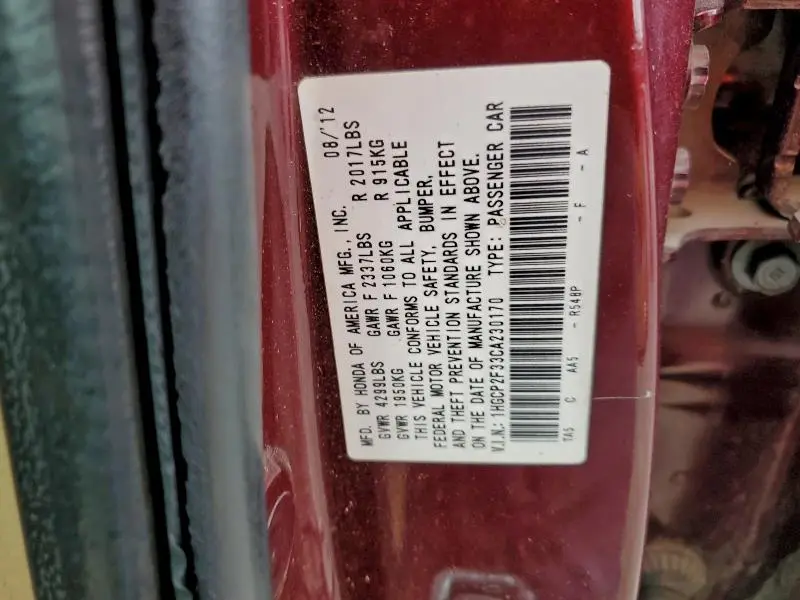 MFD. BY HONDA OF AMERICA MFG., INC. 08/'12
GVWR 4299LBS GAWR F 2337LBS R 2017LBS
GVWR 1950KG GAWR F 1060KG R 915KG
THIS VEHICLE CONFORMS TO ALL APPLICABLE
FEDERAL MOTOR VEHICLE SAFETY, BUMPER,
AND THEFT PREVENTION STANDARDS IN EFFECT
ON THE DATE OF MANUFACTURE SHOWN ABOVE.
V.I.N.: 1HGCP2F33CA230170 TYPE: PASSENGER CAR
TA5 C AA5 - R548P - F - A